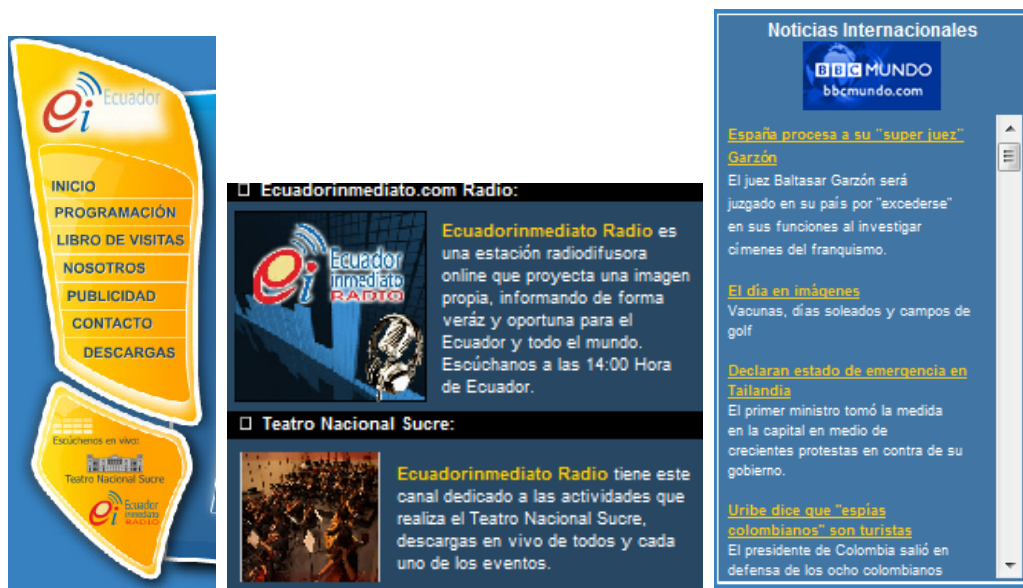 ei Ecuador
INICIO
PROGRAMACIÓN
LIBRO DE VISITAS
NOSOTROS
PUBLICIDAD
CONTACTO
DESCARGAS
Escúchenos en vivo:
Teatro Nacional Sucre
ei Ecuador
inmediato
RADIO
Ecuadorinmediato.com Radio:
ei Ecuador
inmediato
RADIO
Ecuadorinmediato Radio es
una estación radiodifusora
online que proyecta una imagen
propia, informando de forma
veráz y oportuna para el
Ecuador y todo el mundo.
Escúchanos a las 14:00 Hora
de Ecuador.
Teatro Nacional Sucre:
Ecuadorinmediato Radio tiene este
canal dedicado a las actividades que
realiza el Teatro Nacional Sucre,
descargas en vivo de todos y cada
uno de los eventos.
Noticias Internacionales
BBC MUNDO
bbcmundo.com
España procesa a su "super juez"
Garzón
El juez Baltasar Garzón será
juzgado en su país por "excederse"
en sus funciones al investigar
címenes del franquismo.
El día en imágenes
Vacunas, días soleados y campos de
golf
Declaran estado de emergencia en
Tailandia
El primer ministro tomó la medida
en la capital en medio de
crecientes protestas en contra de su
gobierno.
Uribe dice que "espías
colombianos" son turistas
El presidente de Colombia salió en
defensa de los ocho colombianos